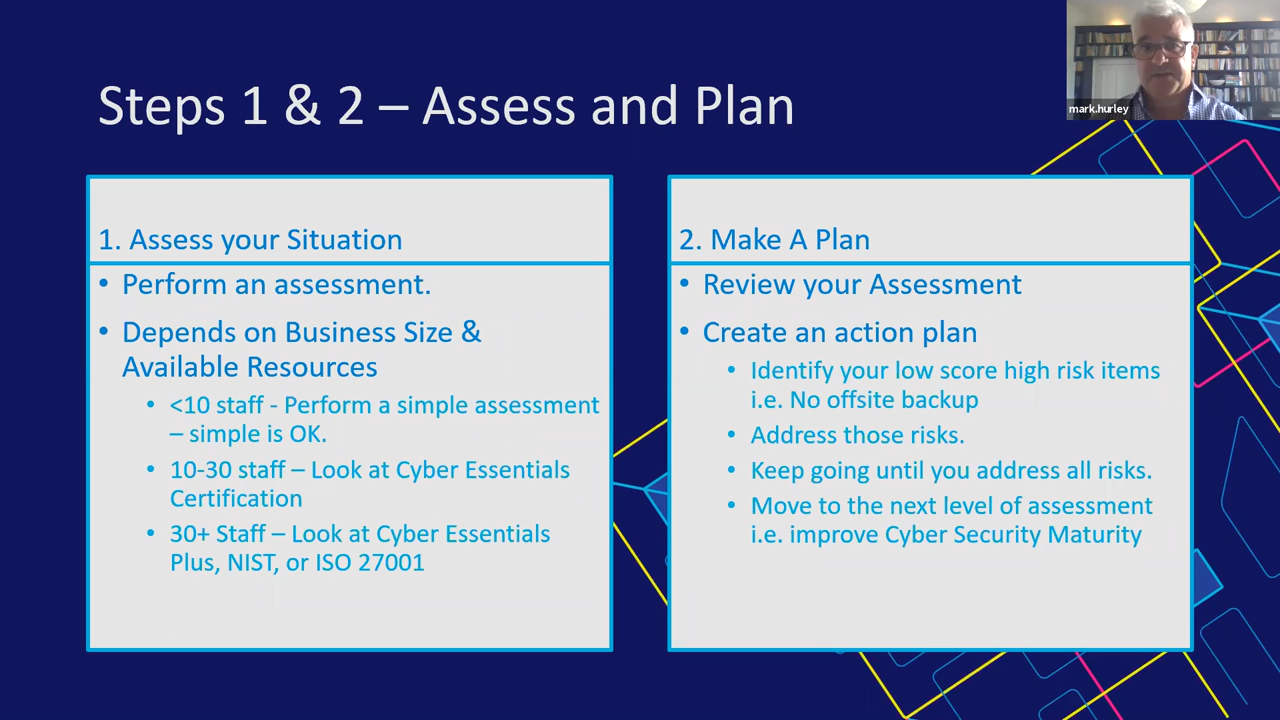 mark.hurley
Steps 1 & 2 – Assess and Plan
1. Assess your Situation
• Perform an assessment.
• Depends on Business Size &
Available Resources
• <10 staff - Perform a simple assessment
– simple is OK.
• 10-30 staff – Look at Cyber Essentials
Certification
• 30+ Staff – Look at Cyber Essentials
Plus, NIST, or ISO 27001
2. Make A Plan
• Review your Assessment
• Create an action plan
• Identify your low score high risk items
i.e. No offsite backup
• Address those risks.
• Keep going until you address all risks.
• Move to the next level of assessment
i.e. improve Cyber Security Maturity